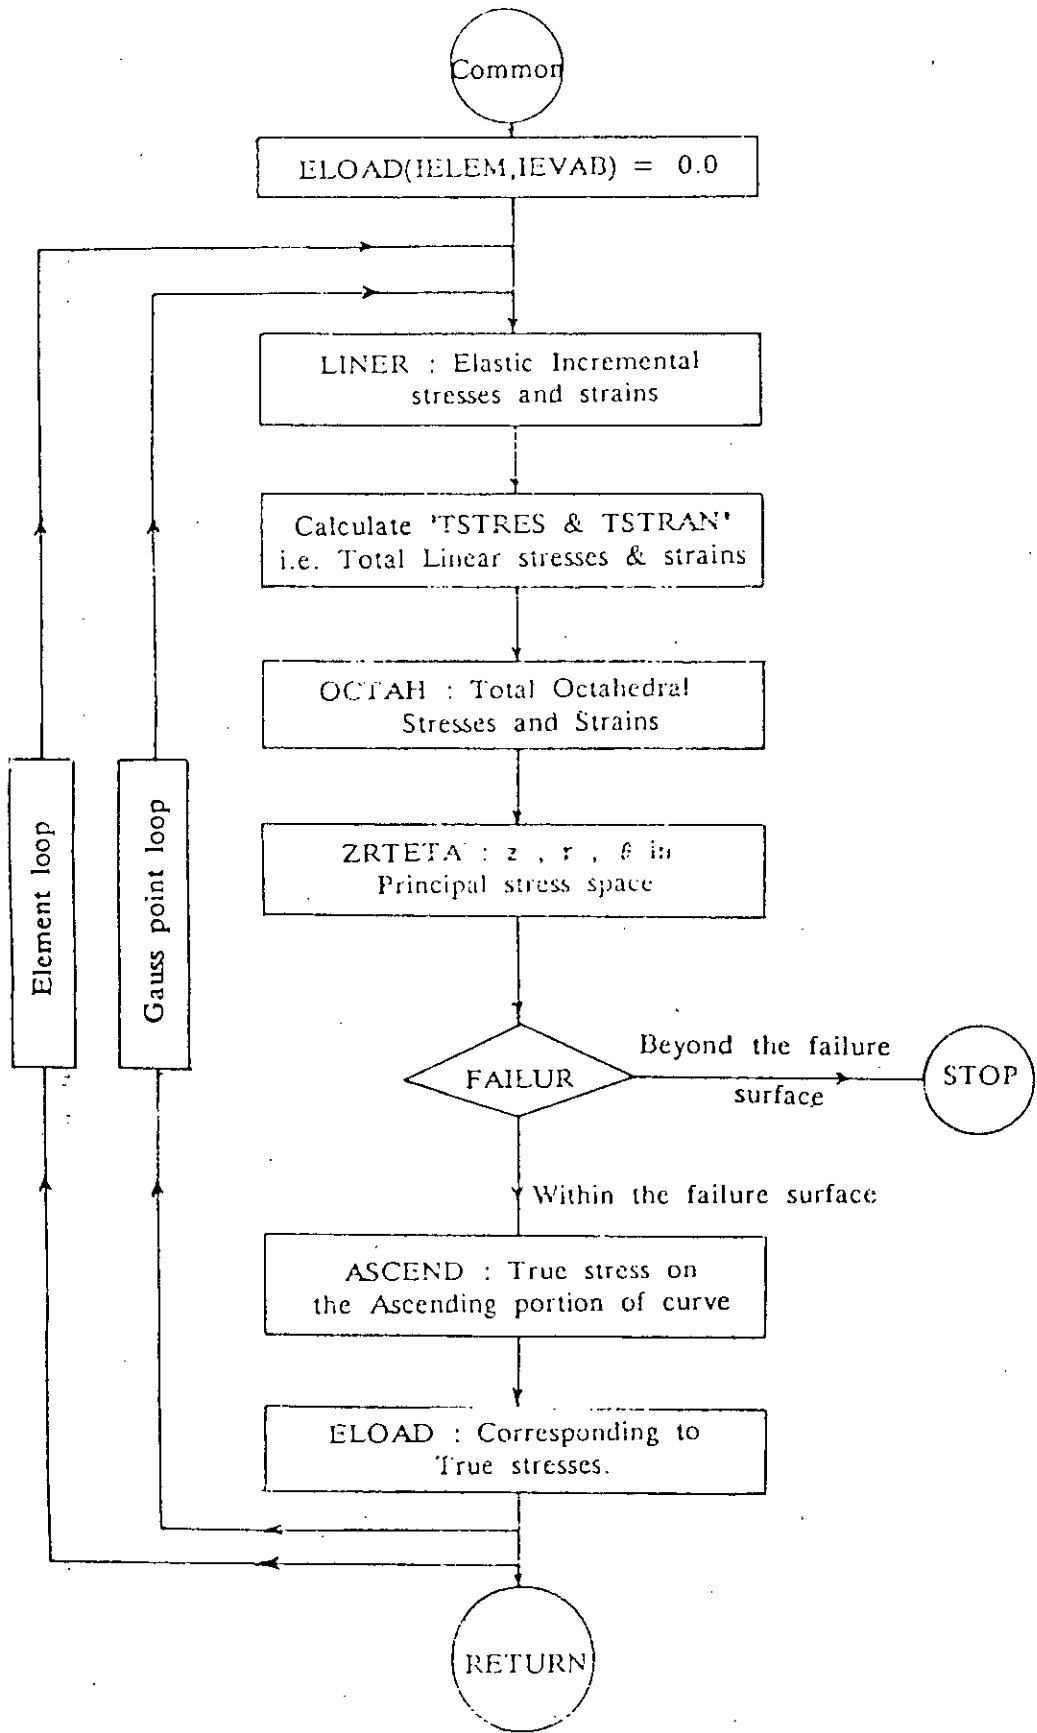 Common
ELOAD(IELEM,IEVAB) = 0.0
LINER : Elastic Incremental
stresses and strains
Calculate 'TSTRES & TSTRAN'
i.e. Total Linear stresses & strains
OCTAH : Total Octahedral
Stresses and Strains
Element loop
Gauss point loop
ZRTETA : z , r , θ in
Principal stress space
FAILUR
Beyond the failure
surface
STOP
Within the failure surface
ASCEND : True stress on
the Ascending portion of curve
ELOAD : Corresponding to
True stresses.
RETURN